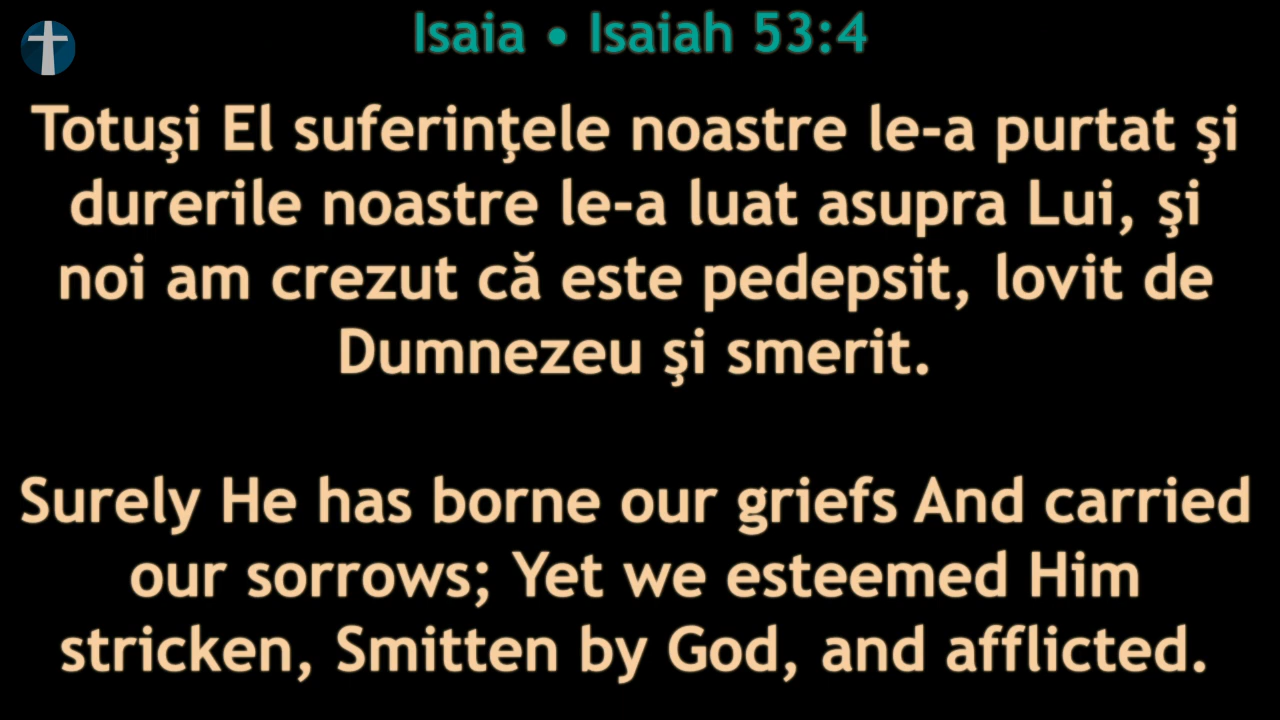 Isaia • Isaiah 53:4
Totuşi El suferinţele noastre le-a purtat şi
durerile noastre le-a luat asupra Lui, şi
noi am crezut că este pedepsit, lovit de
Dumnezeu şi smerit.
Surely He has borne our griefs And carried
our sorrows; Yet we esteemed Him
stricken, Smitten by God, and afflicted.